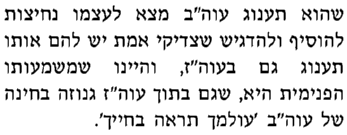 שהוא תענוג עוה"ב מצא לעצמו נחיצות
להוסיף ולהדגיש שצדיקי אמת יש להם אותו
תענוג גם בעוה"ז, והיינו שמשמעותו
הפנימית היא, שגם בתוך עוה"ז גנוזה בחינה
של עוה"ב 'עולמך תראה בחייך'.